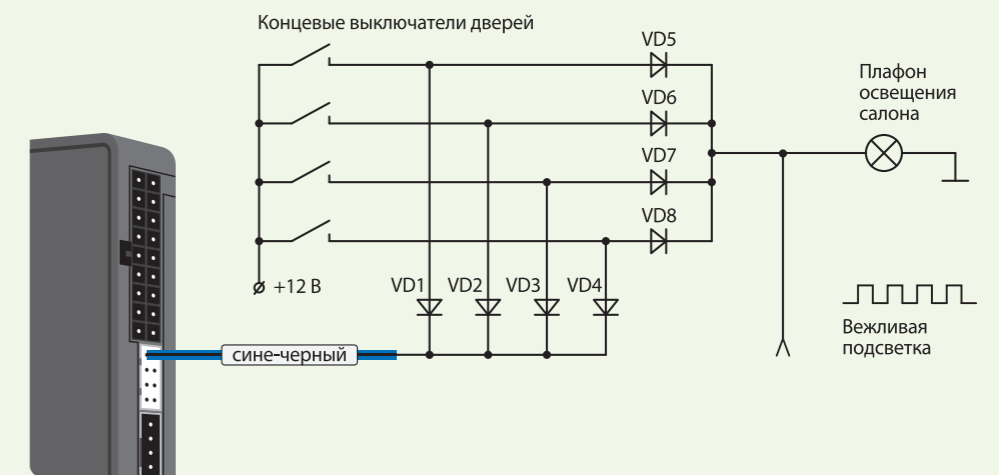 Концевые выключатели дверей
VD5
VD6
VD7
VD8
Плафон
освещения
салона
+12 В
VD1
VD2
VD3
VD4
сине-черный
Вежливая
подсветка